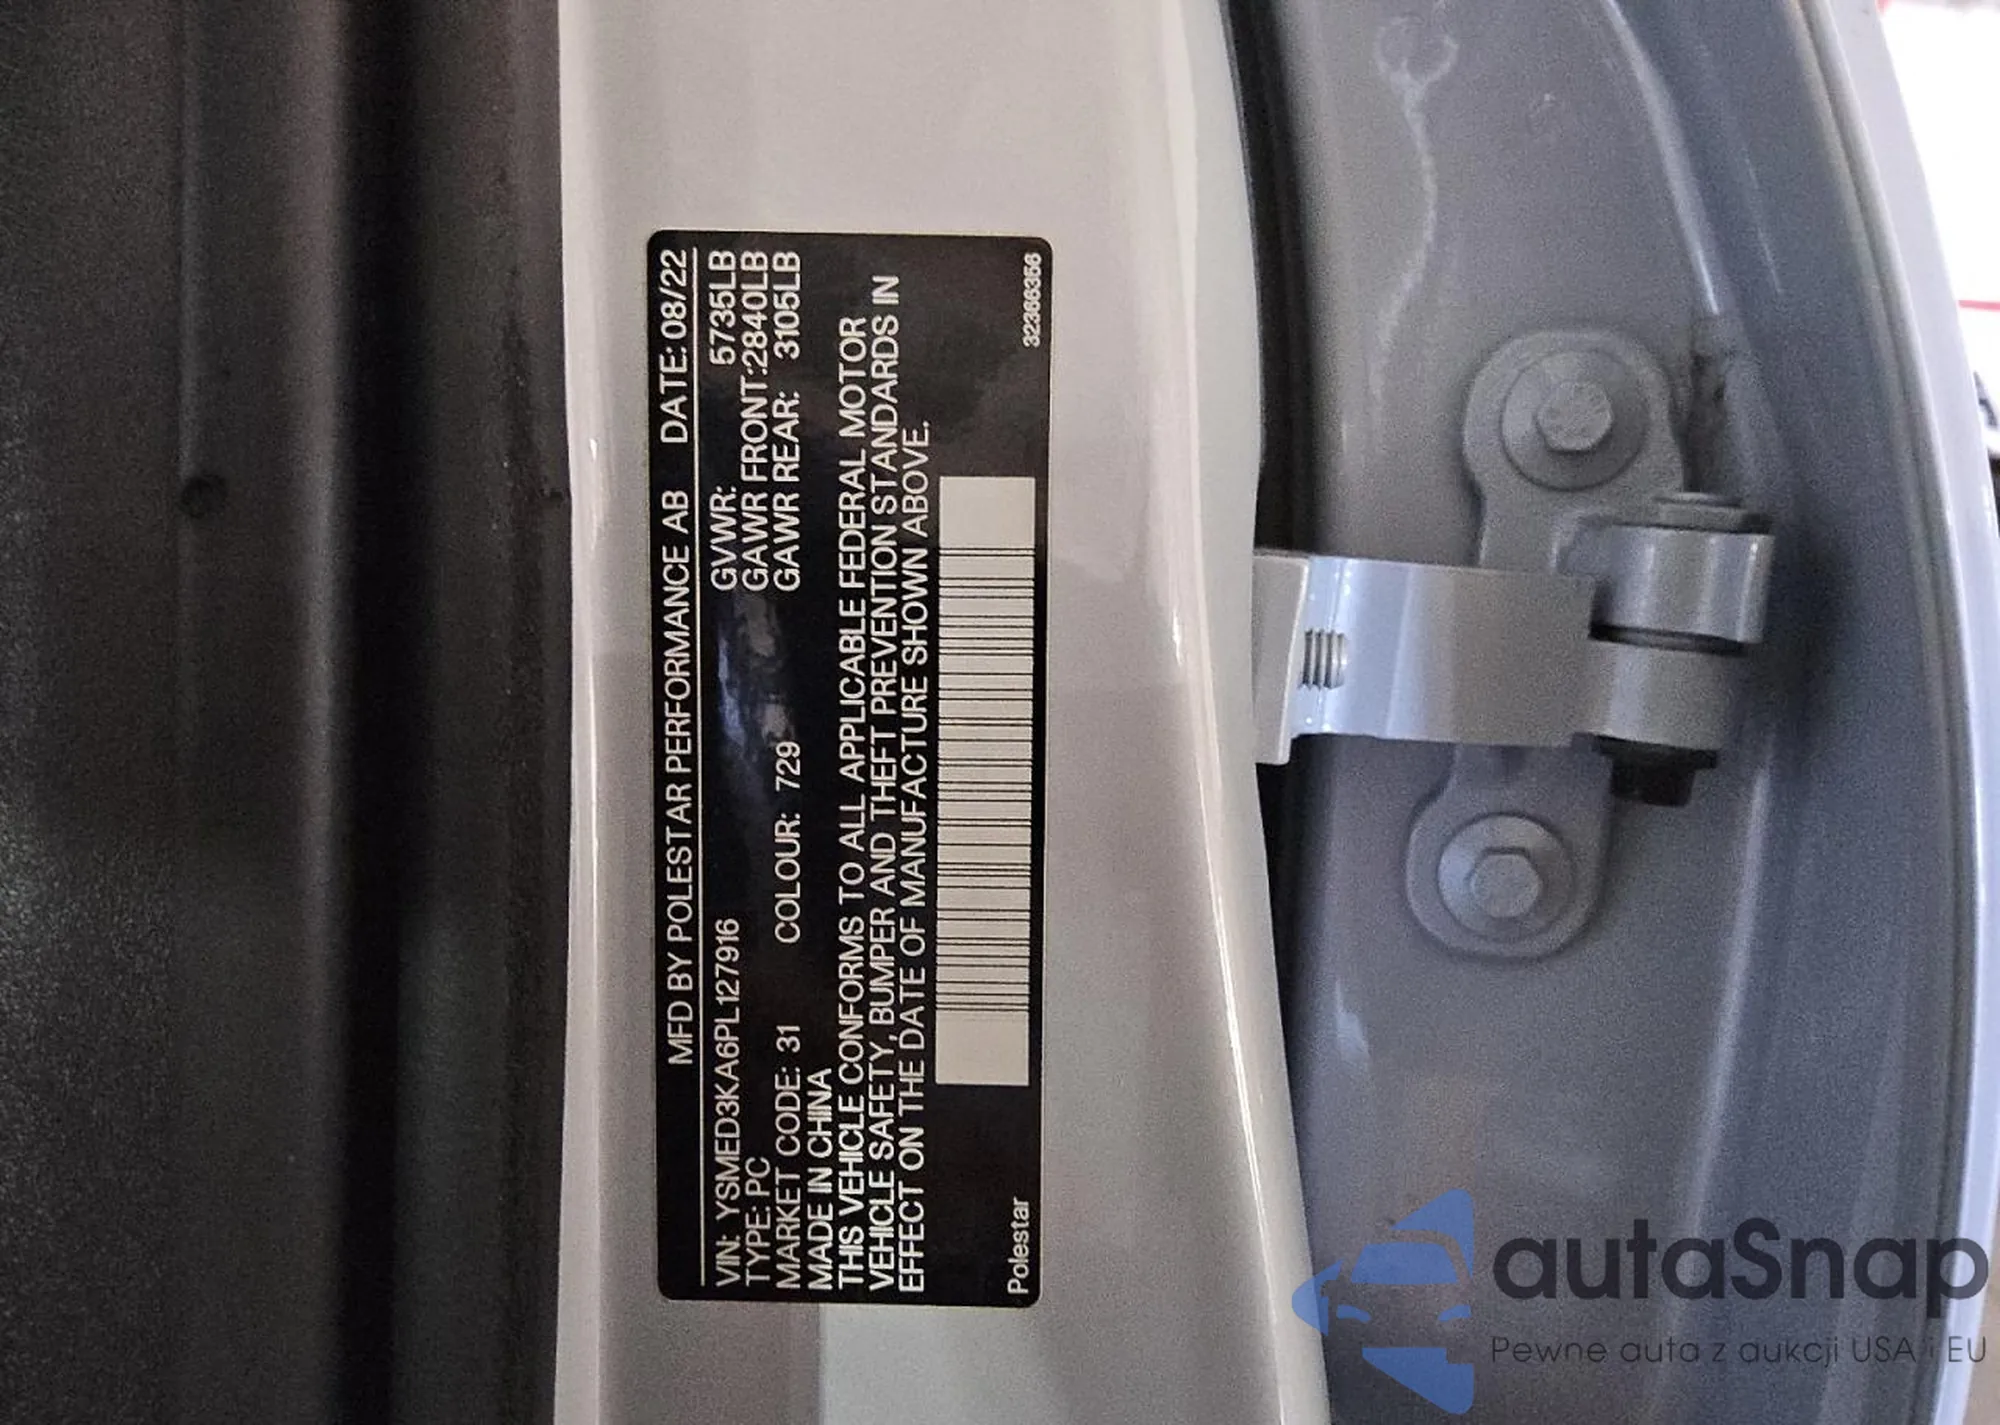 MFD BY POLESTAR PERFORMANCE AB DATE: 08/22
VIN: YSMED3KA6PL127916 GVWR: 5735LB
TYPE: PC GAWR FRONT:2840LB
MARKET CODE: 31 COLOUR: 729 GAWR REAR: 3105LB
MADE IN CHINA
THIS VEHICLE CONFORMS TO ALL APPLICABLE FEDERAL MOTOR
VEHICLE SAFETY, BUMPER AND THEFT PREVENTION STANDARDS IN
EFFECT ON THE DATE OF MANUFACTURE SHOWN ABOVE.
Polestar 32366356
autaSnap
Pewne auta z aukcji USA i EU